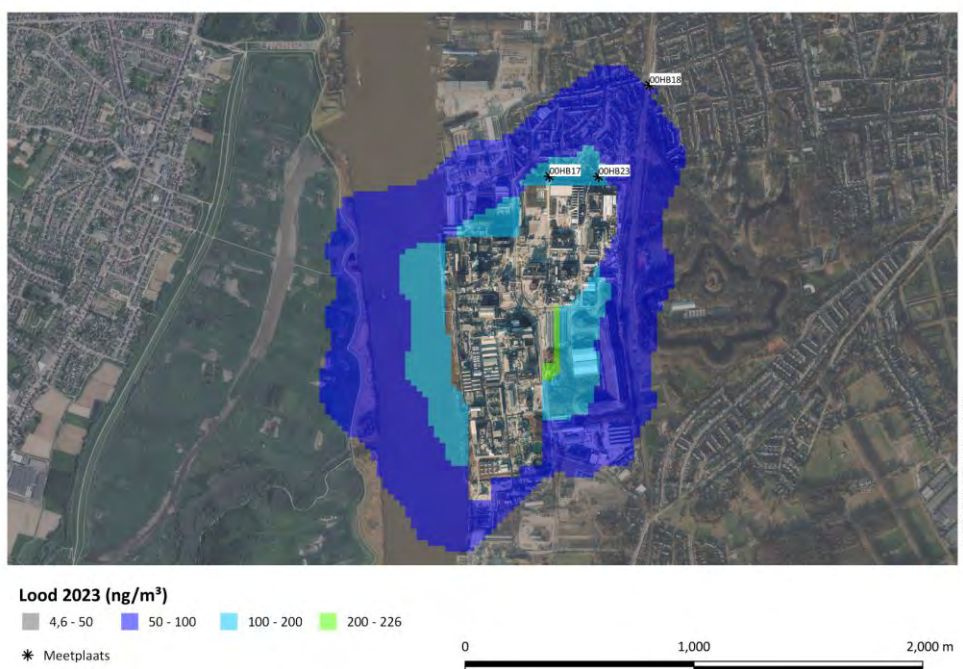 00HB18
00HB17 00HB23
Lood 2023 (ng/m³)
4,6 - 50 50 - 100 100 - 200 200 - 226
Meetplaats
0 1,000 2,000 m